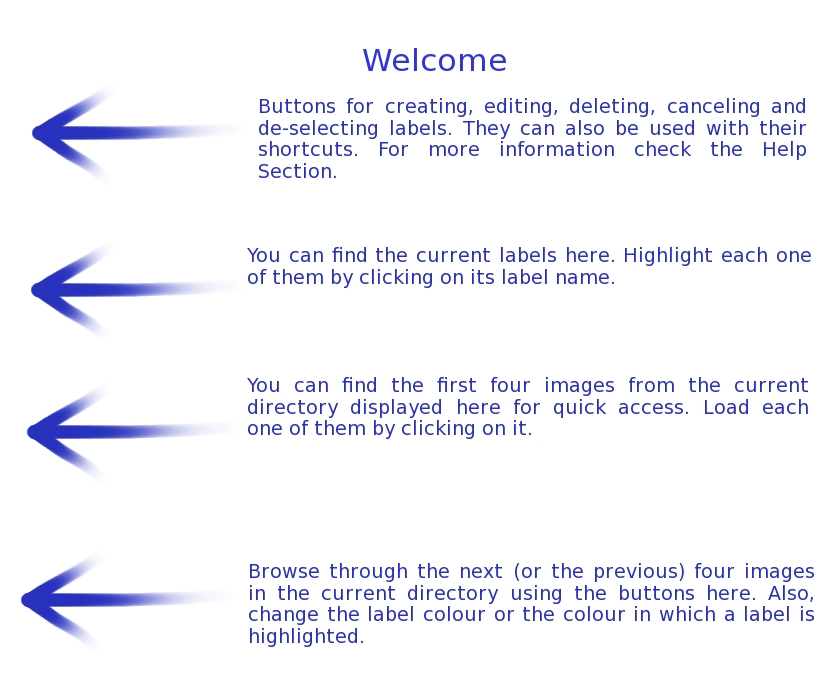 Welcome
Buttons for creating, editing, deleting, canceling and
de-selecting labels. They can also be used with their
shortcuts. For more information check the Help
Section.
You can find the current labels here. Highlight each one
of them by clicking on its label name.
You can find the first four images from the current
directory displayed here for quick access. Load each
one of them by clicking on it.
Browse through the next (or the previous) four images
in the current directory using the buttons here. Also,
change the label colour or the colour in which a label is
highlighted.